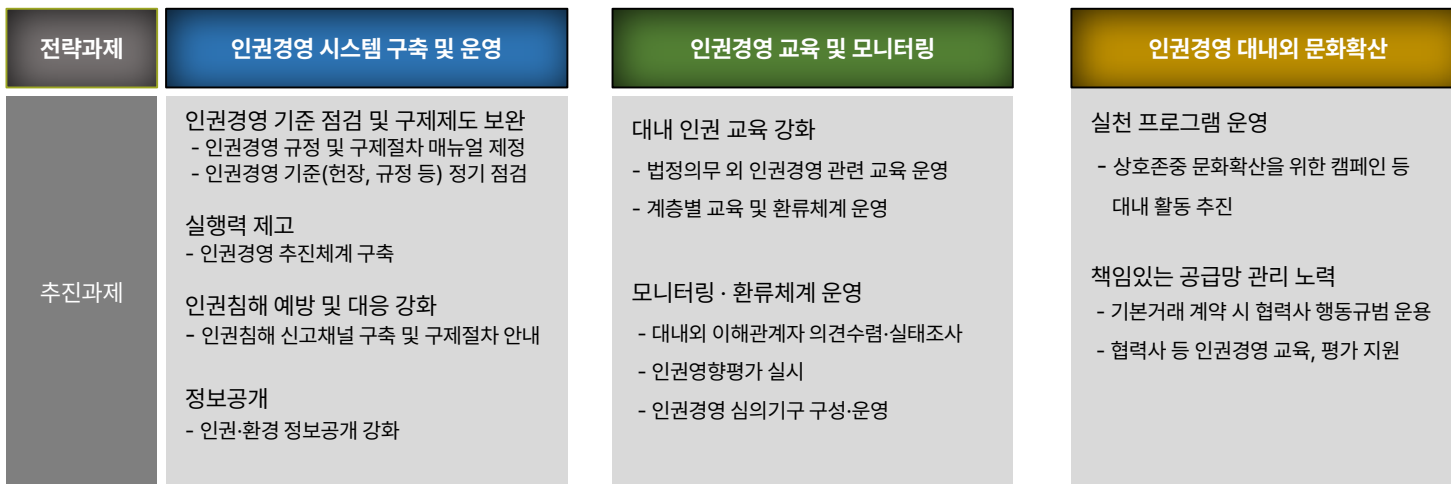 전략과제
인권경영 시스템 구축 및 운영
인권경영 교육 및 모니터링
인권경영 대내외 문화확산
추진과제
인권경영 기준 점검 및 구제제도 보완
- 인권경영 규정 및 구제절차 매뉴얼 제정
- 인권경영 기준(헌장, 규정 등) 정기 점검
실행력 제고
- 인권경영 추진체계 구축
인권침해 예방 및 대응 강화
- 인권침해 신고채널 구축 및 구제절차 안내
정보공개
- 인권·환경 정보공개 강화
대내 인권 교육 강화
- 법정의무 외 인권경영 관련 교육 운영
- 계층별 교육 및 환류체계 운영
모니터링 · 환류체계 운영
- 대내외 이해관계자 의견수렴·실태조사
- 인권영향평가 실시
- 인권경영 심의기구 구성·운영
실천 프로그램 운영
- 상호존중 문화확산을 위한 캠페인 등
대내 활동 추진
책임있는 공급망 관리 노력
- 기본거래 계약 시 협력사 행동규범 운용
- 협력사 등 인권경영 교육, 평가 지원